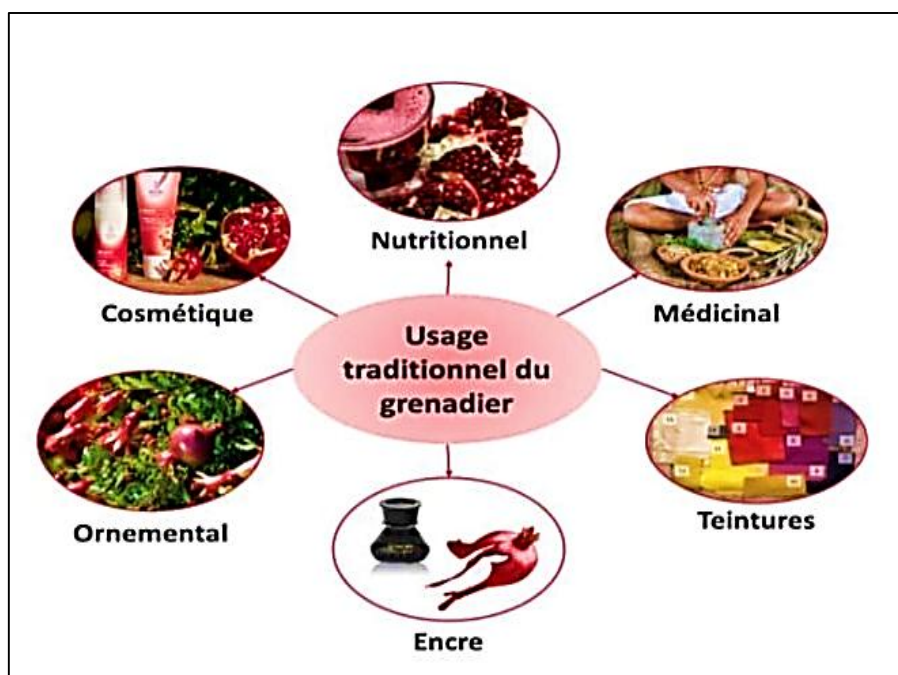 Nutritionnel
Cosmétique
Médicinal
Usage
traditionnel du
grenadier
Ornemental
Teintures
Encre